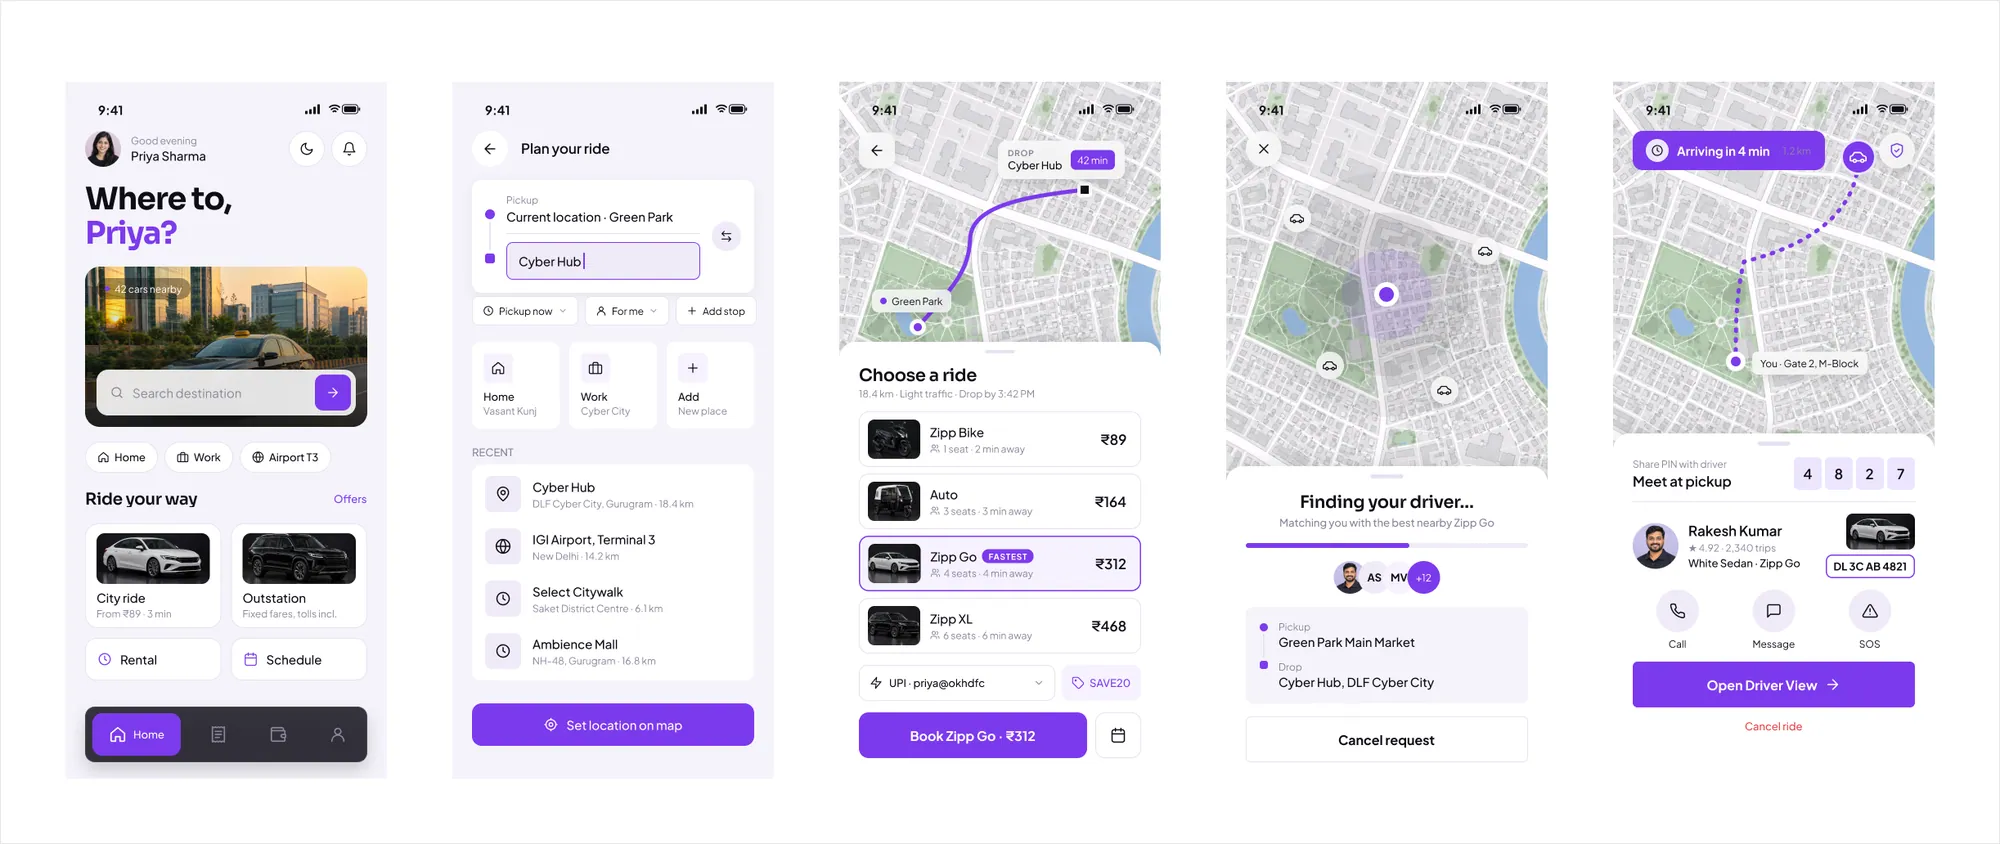 9:41
Good evening
Priya Sharma
Where to,
Priya?
42 cars nearby
Search destination
Home
Work
Airport T3
Ride your way
Offers
City ride
From ₹89 · 3 min
Outstation
Fixed fares, tolls incl.
Rental
Schedule
Home
9:41
Plan your ride
Pickup
Current location · Green Park
Cyber Hub
Pickup now
For me
Add stop
Home
Vasant Kunj
Work
Cyber City
Add
New place
RECENT
Cyber Hub
DLF Cyber City, Gurugram · 18.4 km
IGI Airport, Terminal 3
New Delhi · 14.2 km
Select Citywalk
Saket District Centre · 6.1 km
Ambience Mall
NH-48, Gurugram · 16.8 km
Set location on map
9:41
DROP
Cyber Hub
42 min
Green Park
Choose a ride
18.4 km · Light traffic · Drop by 3:42 PM
Zipp Bike
1 seat · 2 min away
₹89
Auto
3 seats · 3 min away
₹164
Zipp Go
FASTEST
4 seats · 4 min away
₹312
Zipp XL
6 seats · 6 min away
₹468
UPI · priya@okhdfc
SAVE20
Book Zipp Go · ₹312
9:41
Finding your driver...
Matching you with the best nearby Zipp Go
AS
MV
+12
Pickup
Green Park Main Market
Drop
Cyber Hub, DLF Cyber City
Cancel request
9:41
Arriving in 4 min
1.2 km
You · Gate 2, M-Block
Share PIN with driver
Meet at pickup
4 8 2 7
Rakesh Kumar
★ 4.92 · 2,340 trips
White Sedan · Zipp Go
DL 3C AB 4821
Call
Message
SOS
Open Driver View
Cancel ride